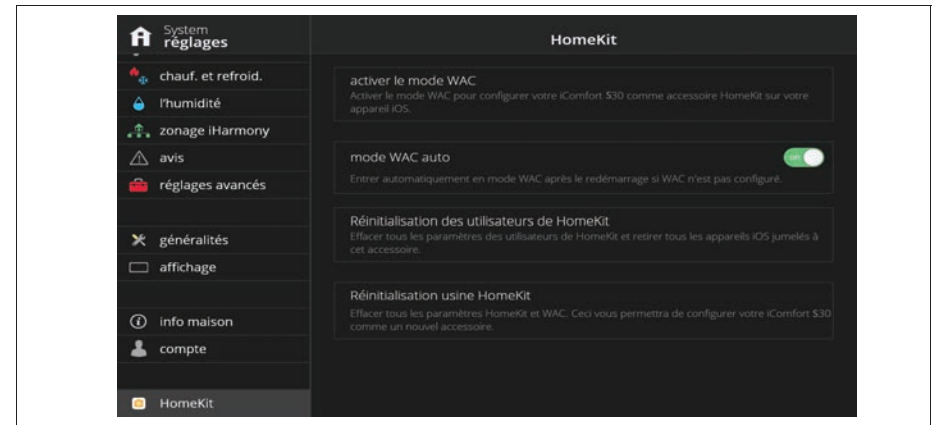 System
réglages
HomeKit
chauf. et refroid.
l'humidité
zonage iHarmony
avis
réglages avancés
généralités
affichage
info maison
compte
HomeKit
activer le mode WAC
Activer le mode WAC pour configurer votre iComfort S30 comme accessoire HomeKit sur votre
appareil iOS.
mode WAC auto
on
Entrer automatiquement en mode WAC après le redémarrage si WAC n'est pas configuré.
Réinitialisation des utilisateurs de HomeKit
Effacer tous les paramètres des utilisateurs de HomeKit et retirer tous les appareils iOS jumelés à
cet accessoire.
Réinitialisation usine HomeKit
Effacer tous les paramètres HomeKit et WAC. Ceci vous permettra de configurer votre iComfort S30
comme un nouvel accessoire.